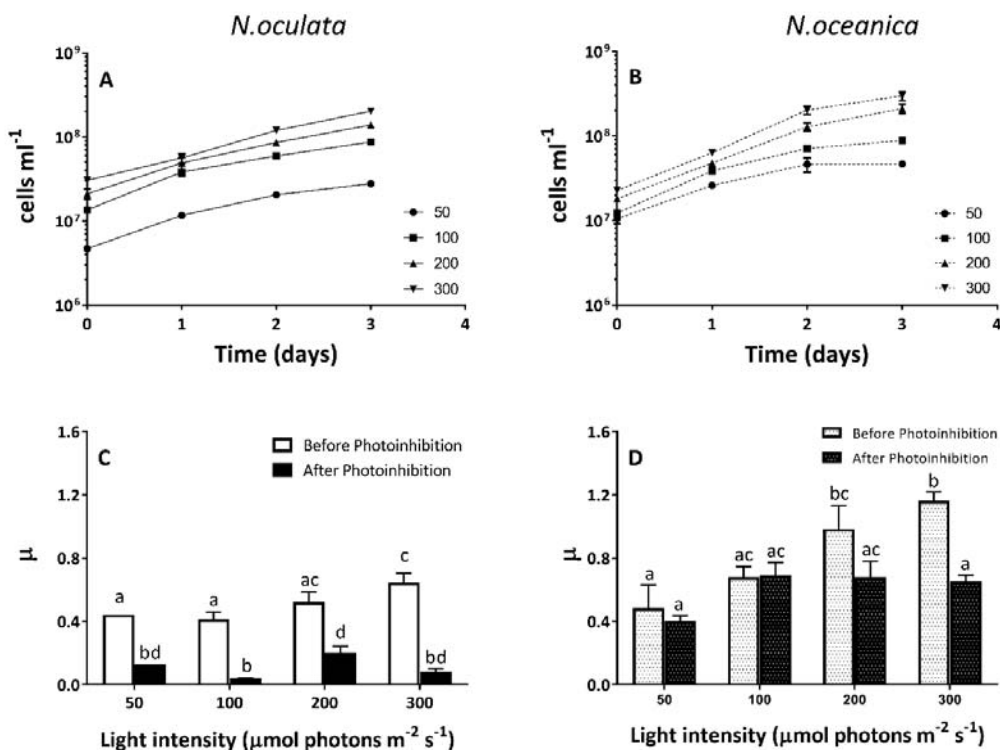 N.oculata
N.oceanica
A
cells ml⁻¹
10⁹
10⁸
10⁷
10⁶
0 1 2 3 4
Time (days)
50
100
200
300
B
cells ml⁻¹
10⁹
10⁸
10⁷
10⁶
0 1 2 3 4
Time (days)
50
100
200
300
C
Before Photoinhibition
After Photoinhibition
μ
1.6
1.2
0.8
0.4
0.0
a bd a b ac d c bd
50 100 200 300
Light intensity (μmol photons m⁻² s⁻¹)
D
Before Photoinhibition
After Photoinhibition
μ
1.6
1.2
0.8
0.4
0.0
a a ac ac bc ac b a
50 100 200 300
Light intensity (μmol photons m⁻² s⁻¹)